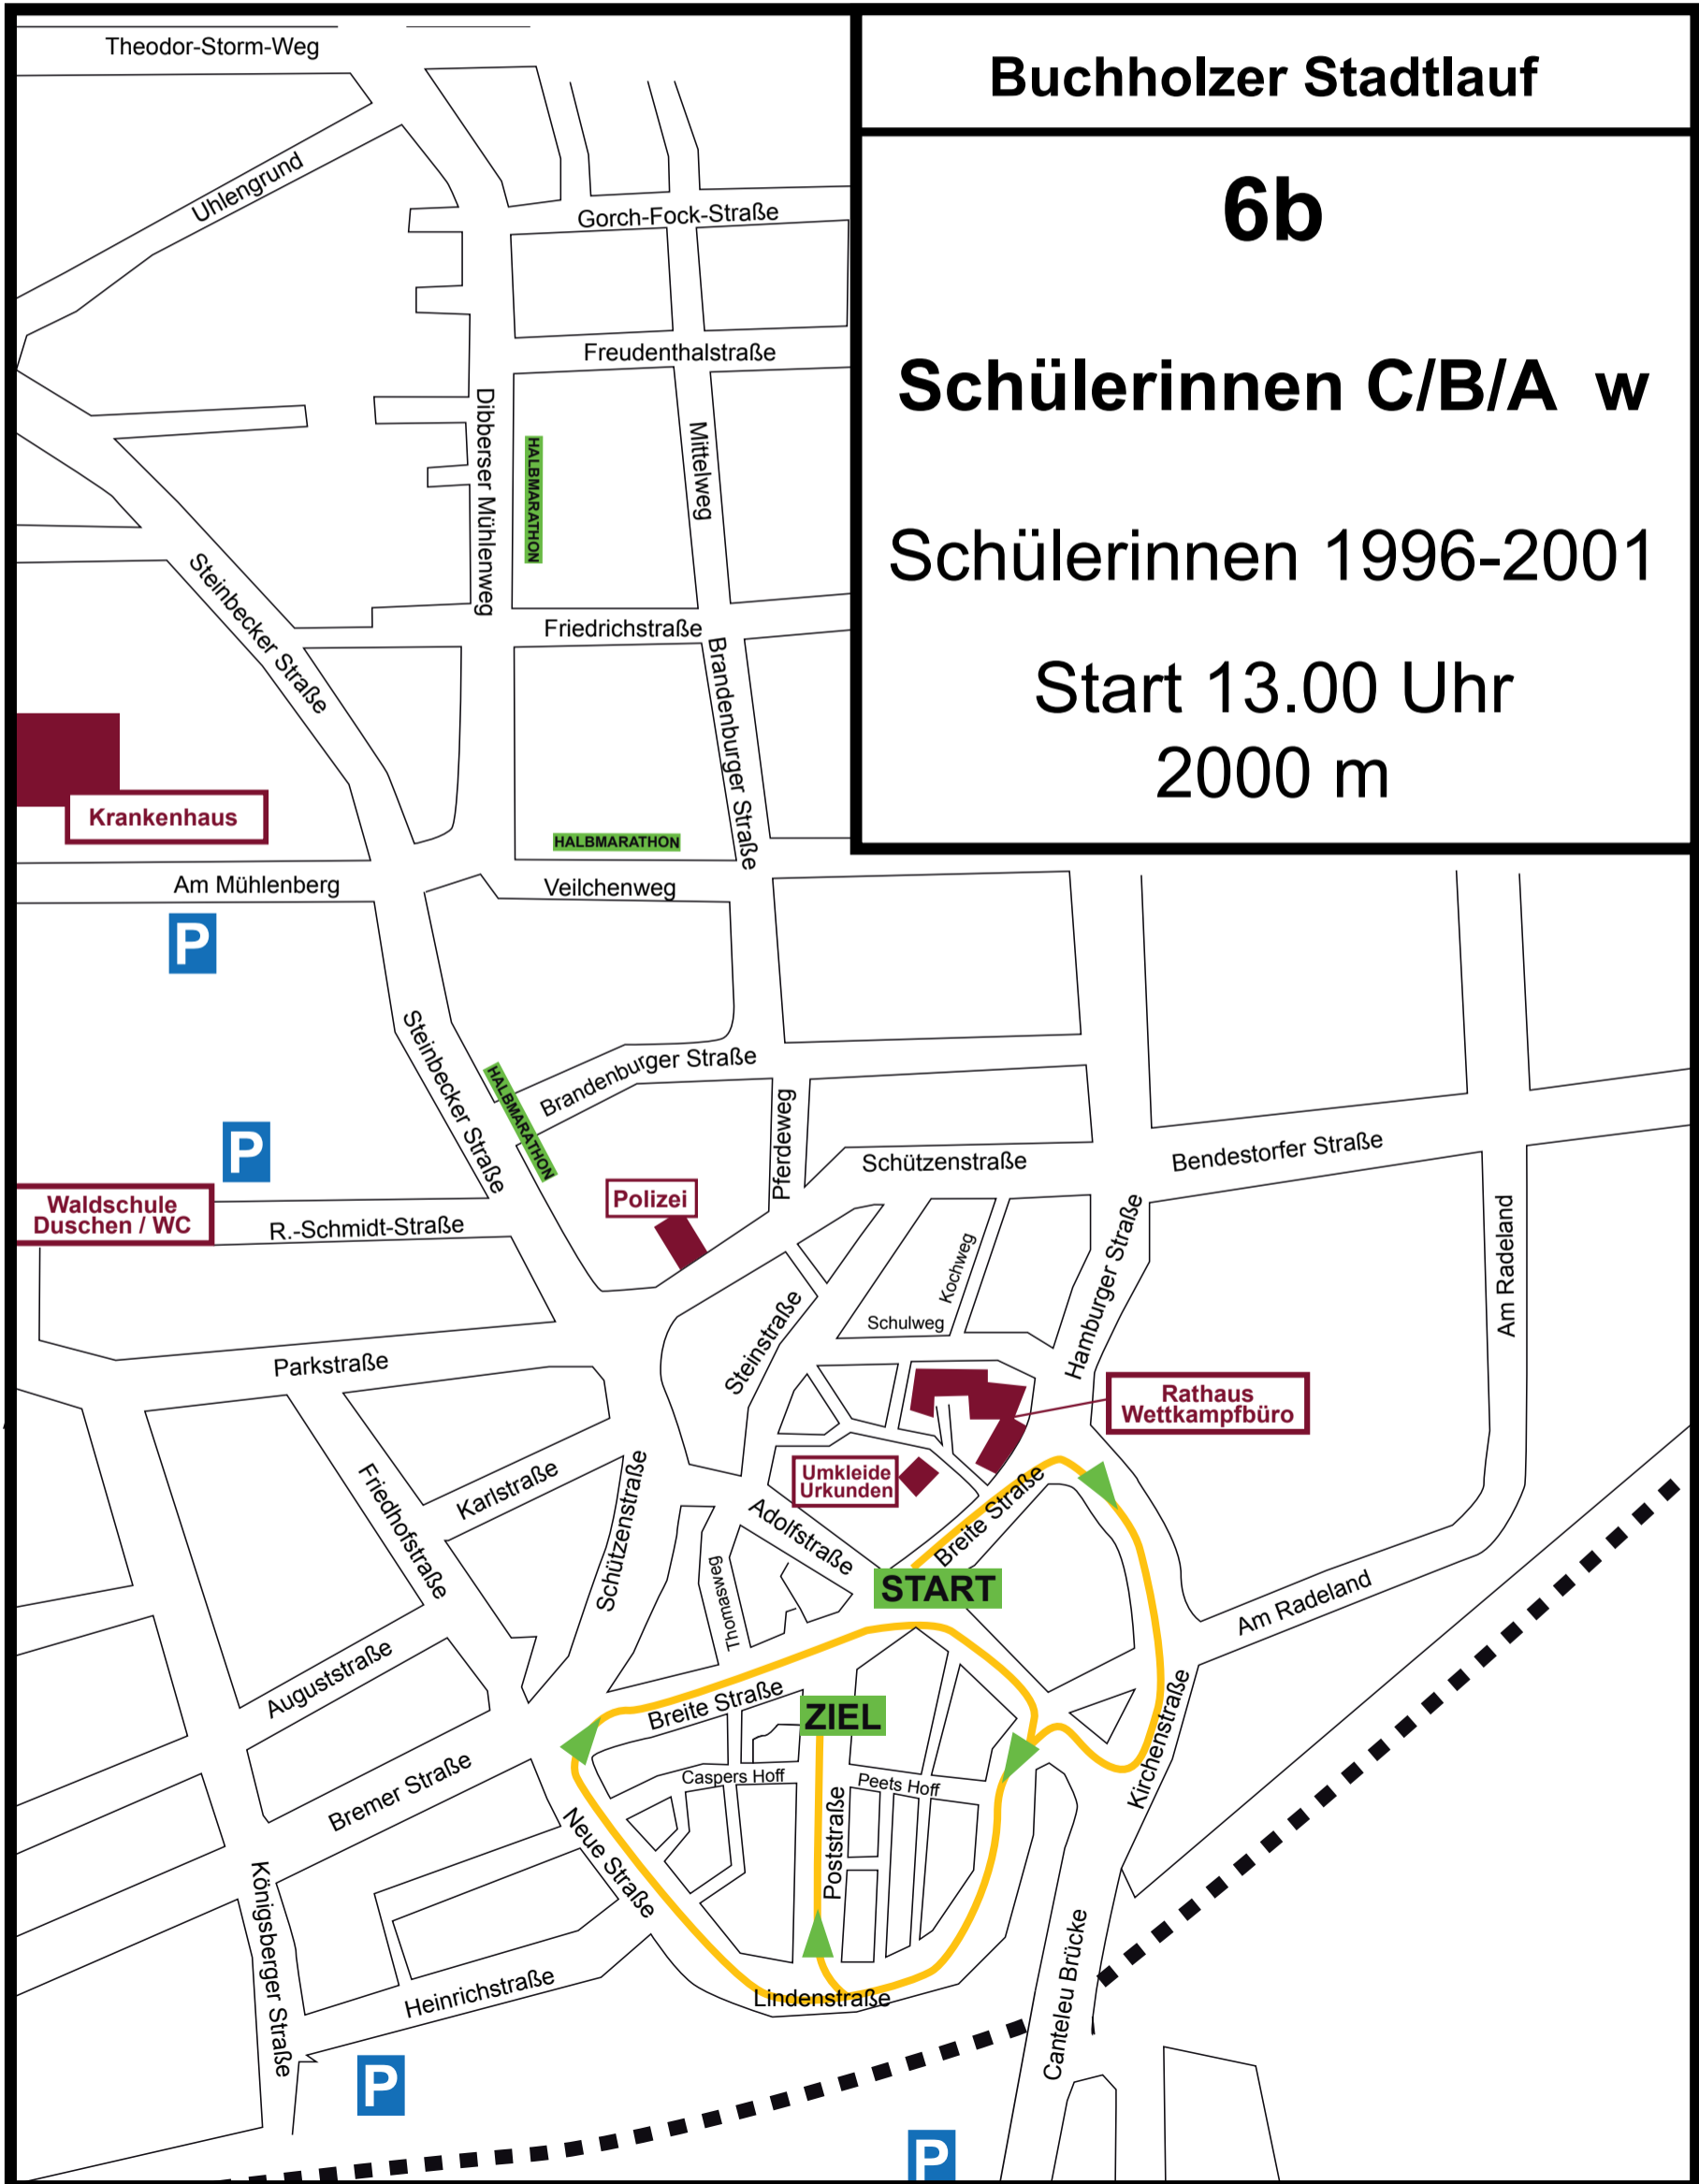 Buchholzer Stadtlauf
6b
Schülerinnen C/B/A w
Schülerinnen 1996-2001
Start 13.00 Uhr
2000 m
Theodor-Storm-Weg
Uhlengrund
Gorch-Fock-Straße
Freudenthalstraße
Dibberser Mühlenweg
HALBMARATHON
Mittelweg
Steinbecker Straße
Friedrichstraße
Brandenburger Straße
Krankenhaus
HALBMARATHON
Am Mühlenberg
Veilchenweg
P
Steinbecker Straße
HALBMARATHON
Brandenburger Straße
Pferdeweg
P
Schützenstraße
Bendestorfer Straße
Waldschule
Duschen / WC
R.-Schmidt-Straße
Polizei
Kochweg
Schulweg
Hamburger Straße
Am Radeland
Steinstraße
Parkstraße
Rathaus
Wettkampfbüro
Friedhofstraße
Karlstraße
Schützenstraße
Umkleide
Urkunden
Adolfstraße
Breite Straße
START
Thomasweg
Am Radeland
Auguststraße
Breite Straße
ZIEL
Kirchenstraße
Bremer Straße
Caspers Hoff
Peets Hoff
Neue Straße
Poststraße
Königsberger Straße
Heinrichstraße
Lindenstraße
Canteleu Brücke
P
P